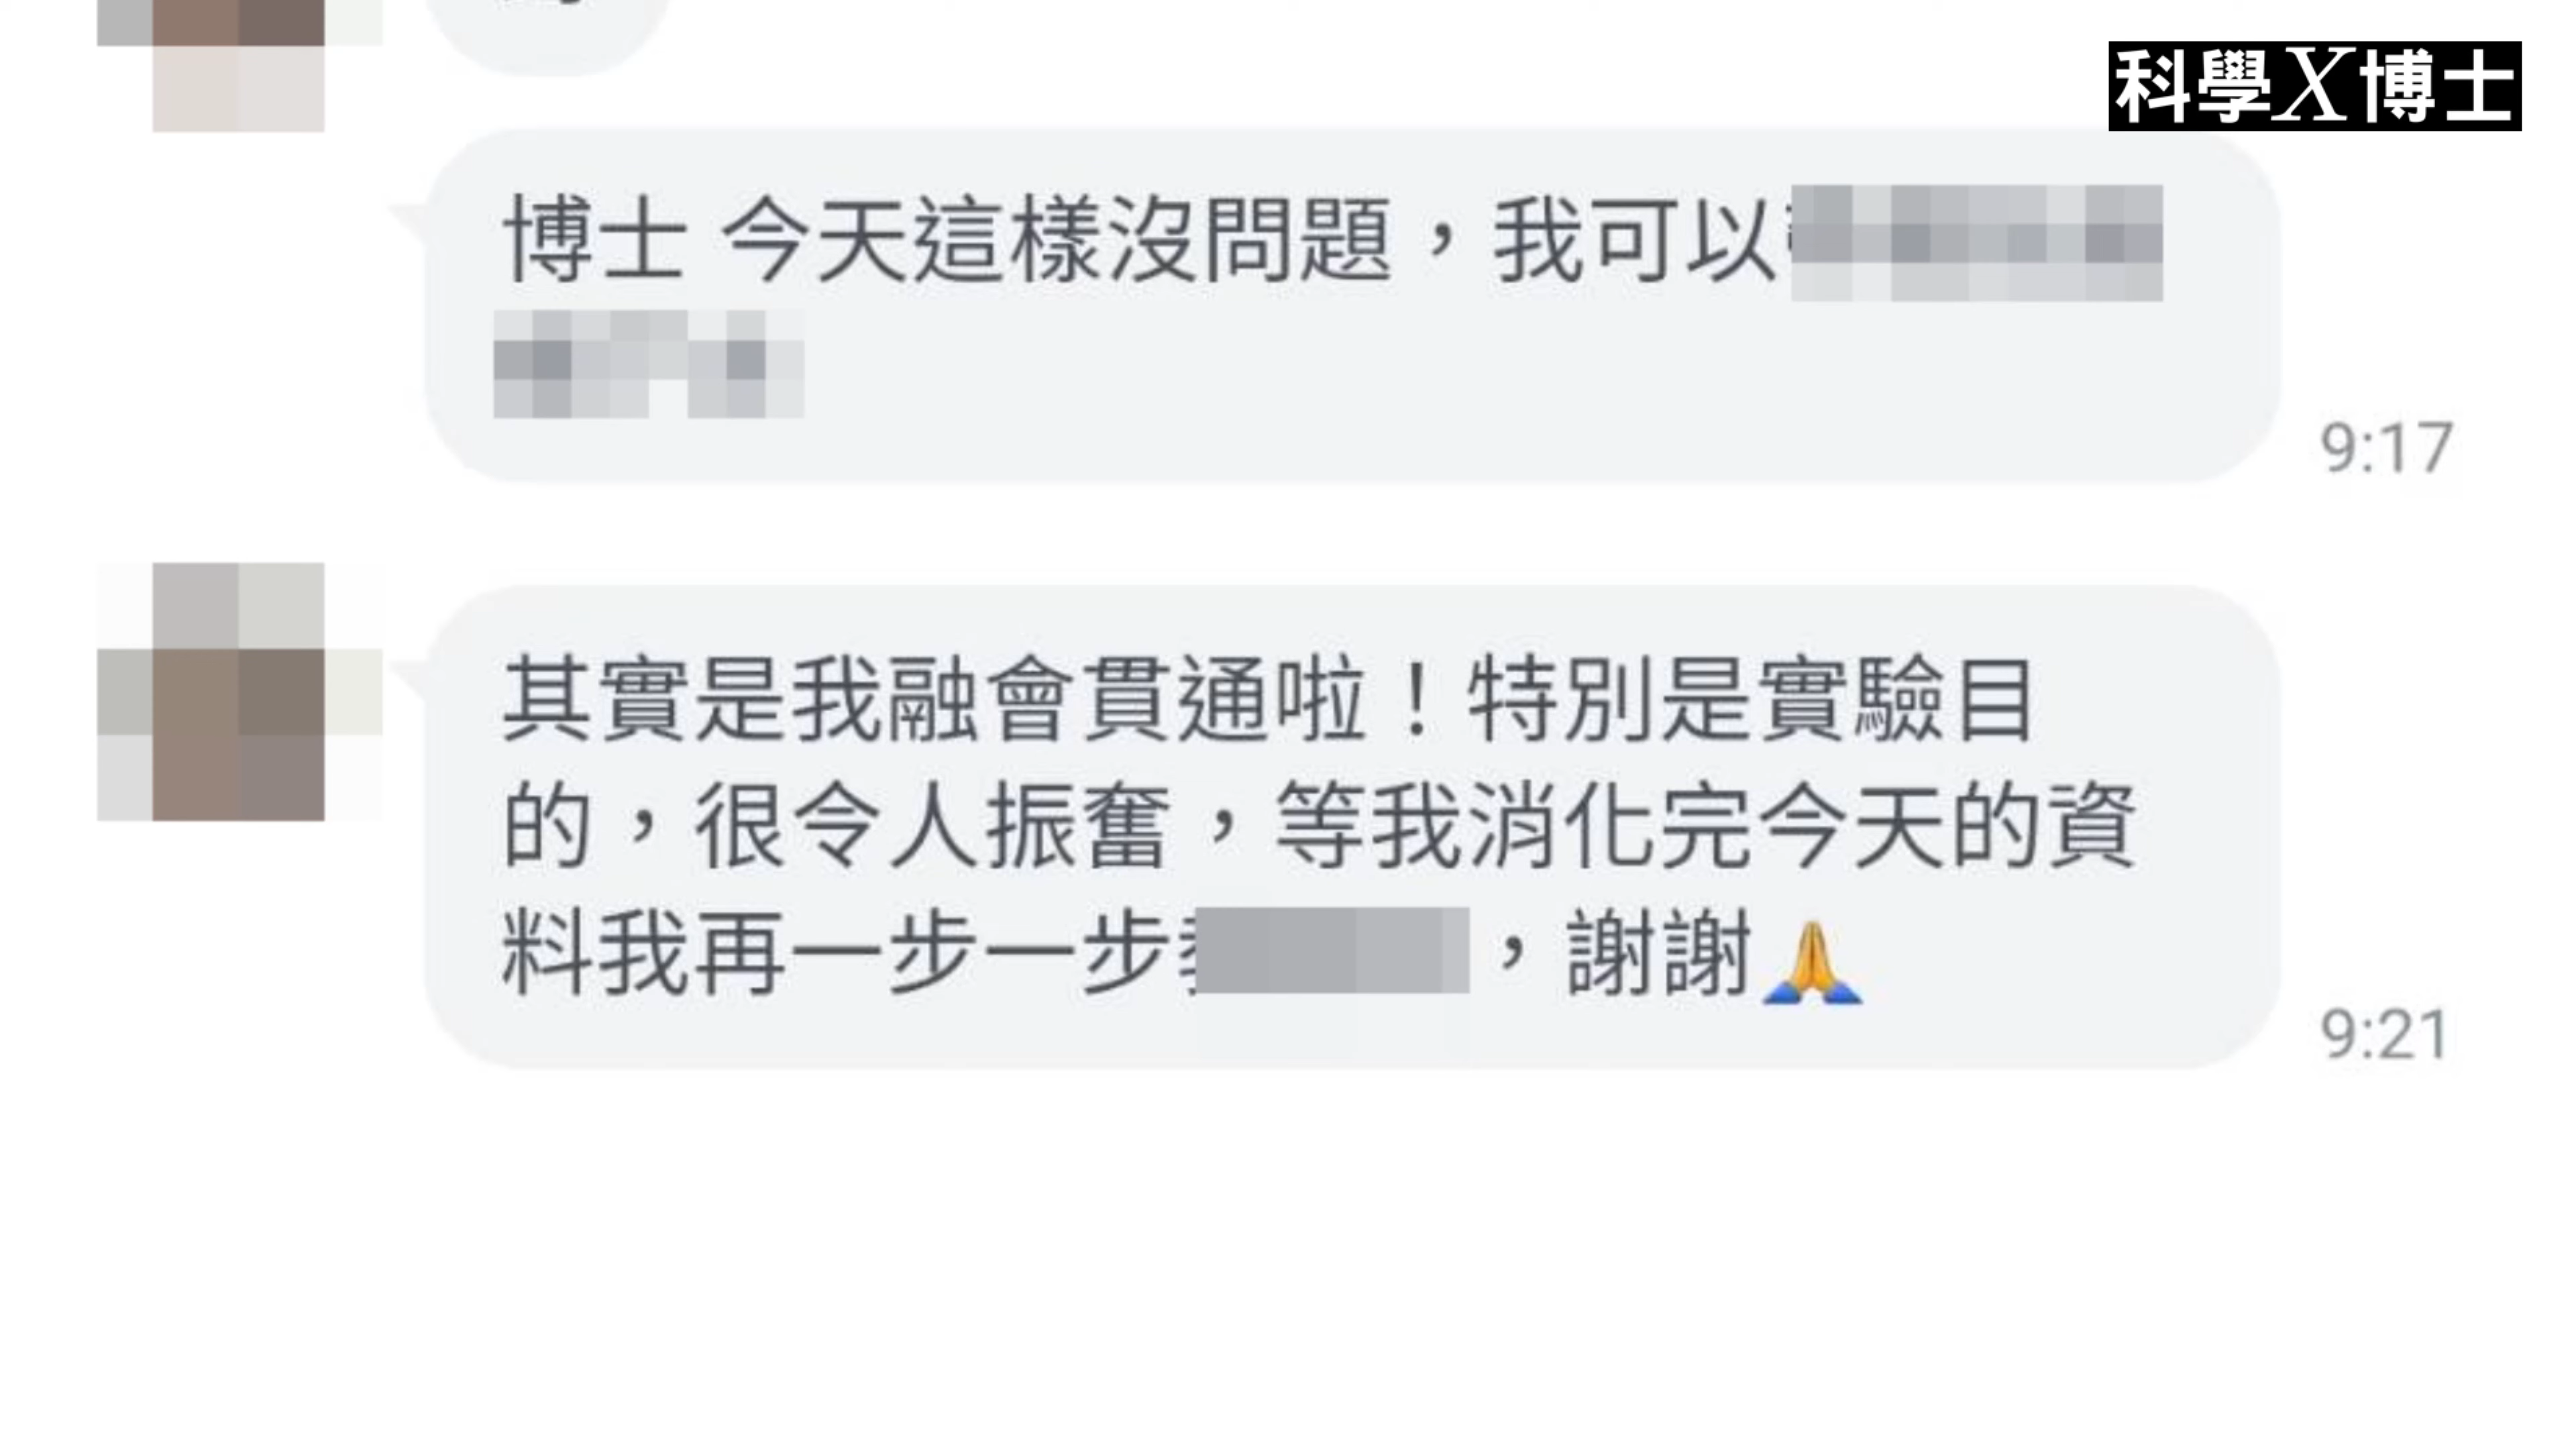 科學X博士
博士 今天這樣沒問題，我可以
9:17
其實是我融會貫通啦！特別是實驗目
的，很令人振奮，等我消化完今天的資
料我再一步一步，謝謝🙏
9:21